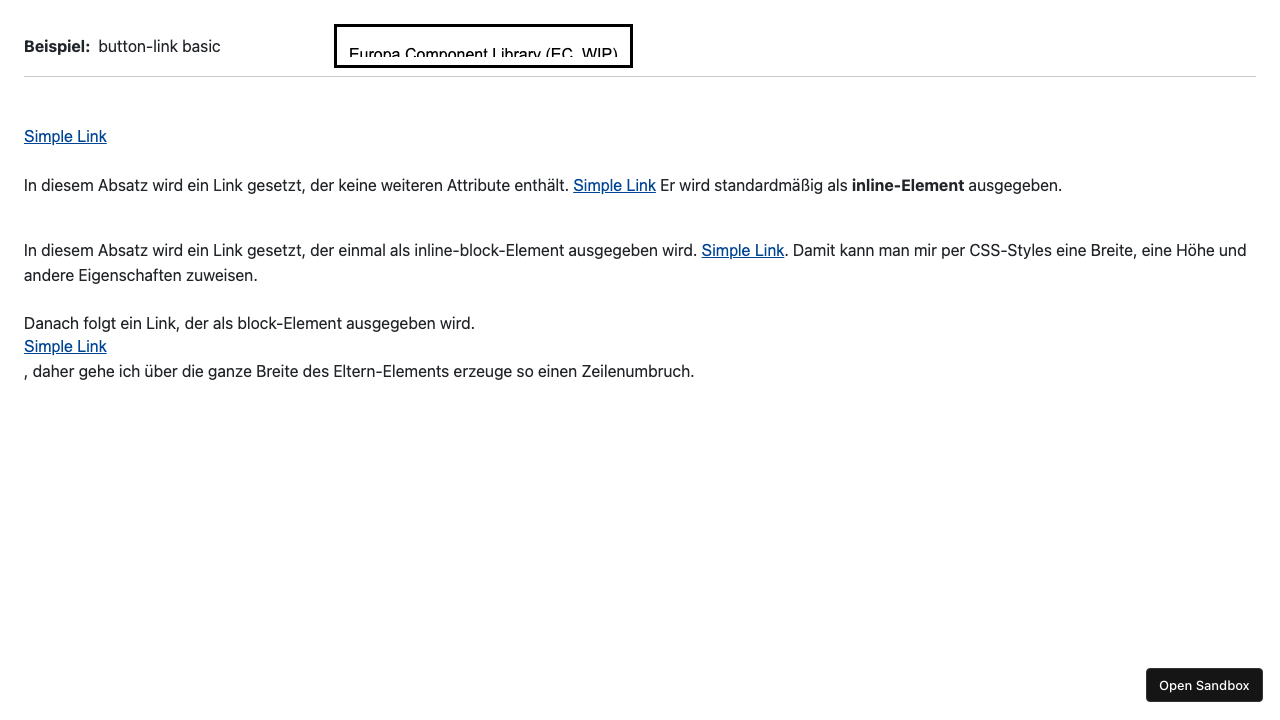 Beispiel: button-link basic
Europa Component Library (EC, WIP)
Simple Link
In diesem Absatz wird ein Link gesetzt, der keine weiteren Attribute enthält. Simple Link Er wird standardmäßig als inline-Element ausgegeben.
In diesem Absatz wird ein Link gesetzt, der einmal als inline-block-Element ausgegeben wird. Simple Link. Damit kann man mir per CSS-Styles eine Breite, eine Höhe und
andere Eigenschaften zuweisen.
Danach folgt ein Link, der als block-Element ausgegeben wird.
Simple Link
, daher gehe ich über die ganze Breite des Eltern-Elements erzeuge so einen Zeilenumbruch.
Open Sandbox